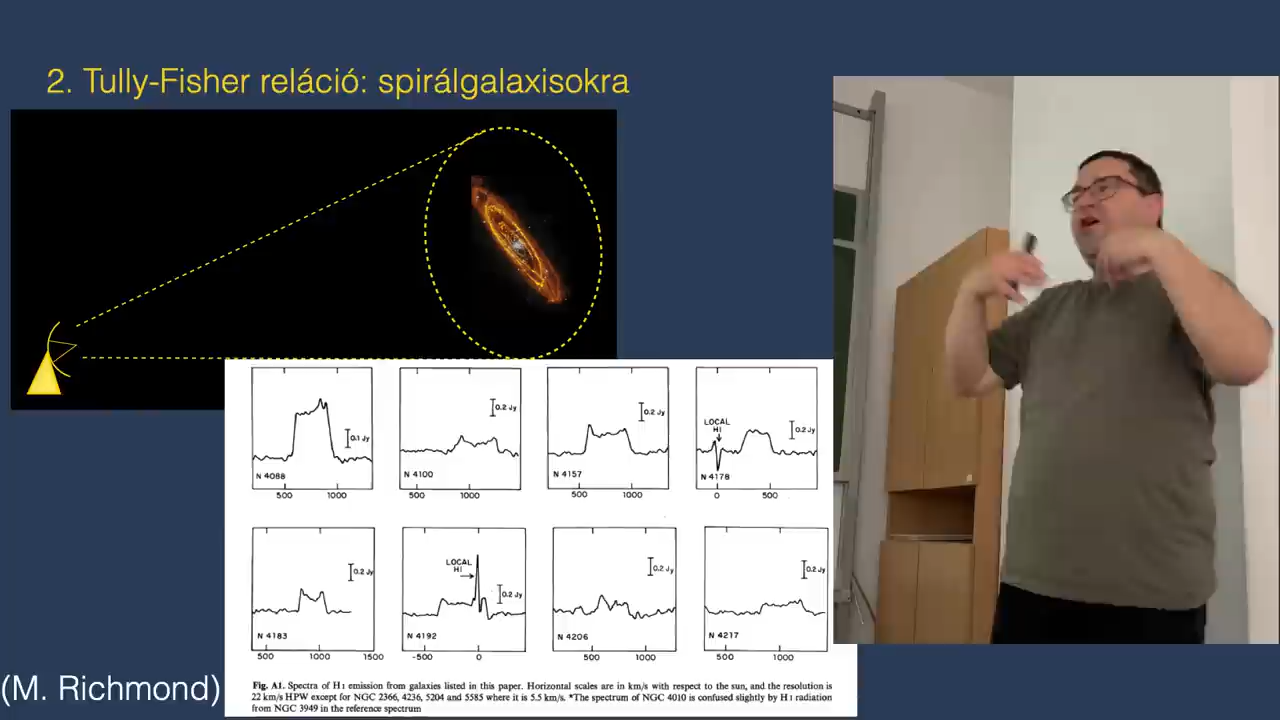 2. Tully-Fisher reláció: spirálgalaxisokra
0.1 Jy
N 4088
500 1000
0.2 Jy
N 4100
500 1000
0.2 Jy
N 4157
500 1000
LOCAL
HI
0.2 Jy
N 4178
0 500
0.2 Jy
N 4183
500 1000 1500
LOCAL
HI
0.2 Jy
N 4192
-500 0
0.2 Jy
N 4206
500 1000
0.2 Jy
N 4217
500 1000
(M. Richmond)
Fig. A1. Spectra of H I emission from galaxies listed in this paper. Horizontal scales are in km/s with respect to the sun, and the resolution is
22 km/s HPW except for NGC 2366, 4236, 5204 and 5585 where it is 5.5 km/s. *The spectrum of NGC 4010 is confused slightly by H I radiation
from NGC 3949 in the reference spectrum